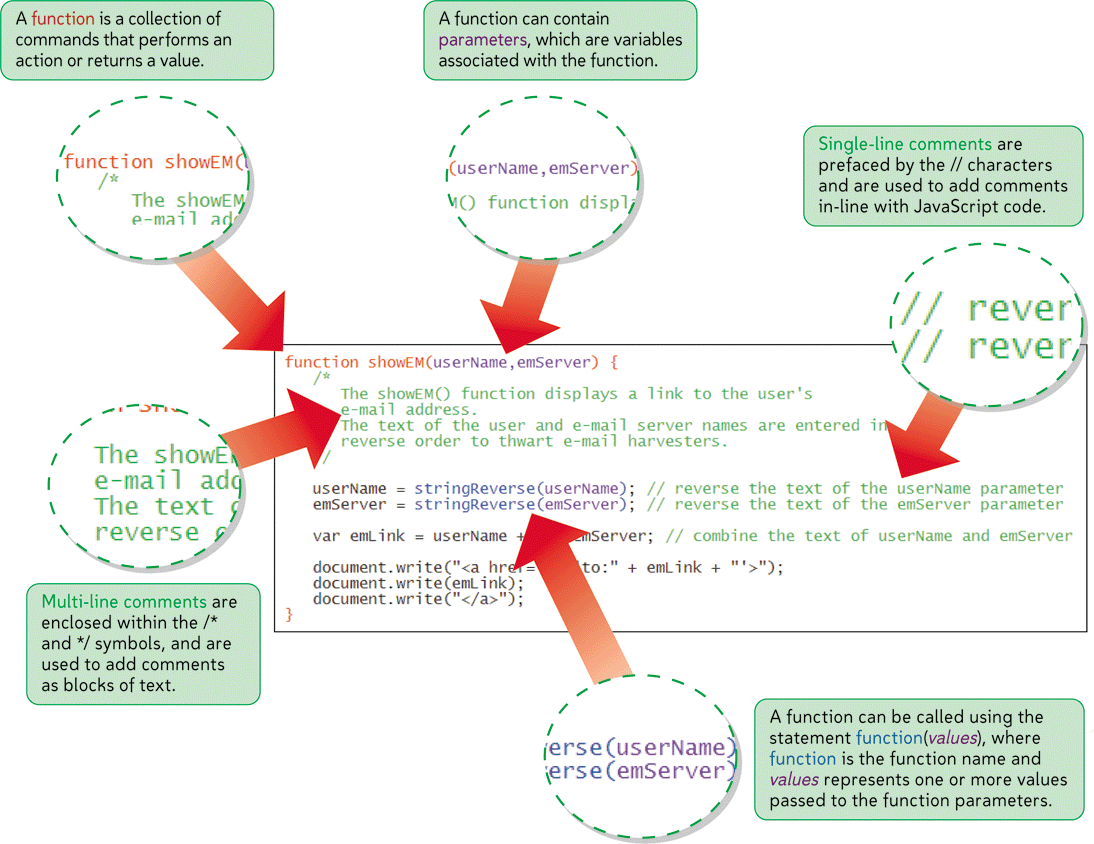 A function is a collection of
commands that performs an
action or returns a value.
A function can contain
parameters, which are variables
associated with the function.
Single-line comments are
prefaced by the // characters
and are used to add comments
in-line with JavaScript code.
function showEM(
/*
The showEM
e-mail add
(userName,emServer)
M() function displ
// rever
// rever
function showEM(userName,emServer) {
/*
The showEM() function displays a link to the user's
e-mail address.
The text of the user and e-mail server names are entered in
reverse order to thwart e-mail harvesters.
/
userName = stringReverse(userName); // reverse the text of the userName parameter
emServer = stringReverse(emServer); // reverse the text of the emServer parameter
var emLink = userName + emServer; // combine the text of userName and emServer
document.write("<a href= to:" + emLink + "'>");
document.write(emLink);
document.write("</a>");
}
The showE
e-mail add
The text o
reverse o
Multi-line comments are
enclosed within the /*
and */ symbols, and are
used to add comments
as blocks of text.
erse(userName)
erse(emServer)
A function can be called using the
statement function(values), where
function is the function name and
values represents one or more values
passed to the function parameters.